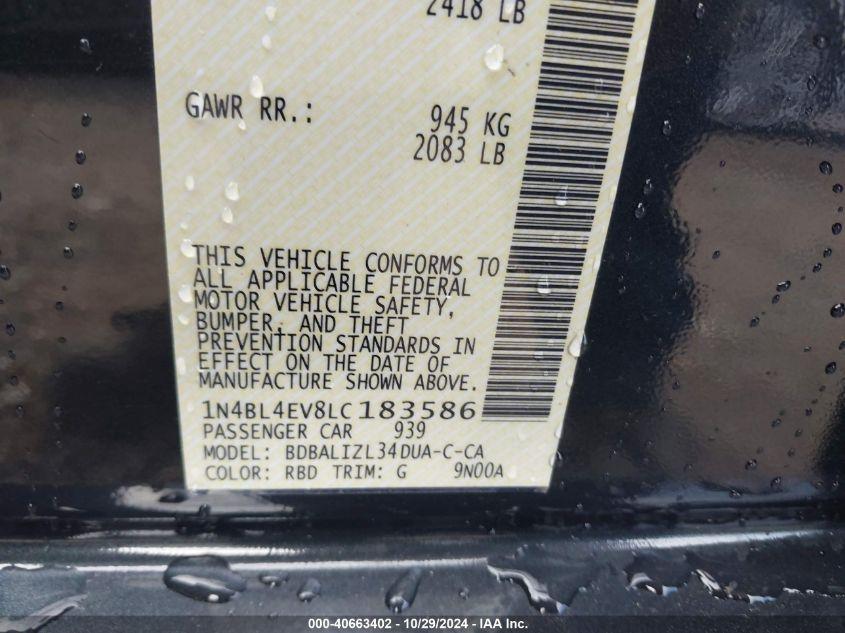 2418 LB
GAWR RR.: 945 KG
2083 LB
THIS VEHICLE CONFORMS TO
ALL APPLICABLE FEDERAL
MOTOR VEHICLE SAFETY,
BUMPER, AND THEFT
PREVENTION STANDARDS IN
EFFECT ON THE DATE OF
MANUFACTURE SHOWN ABOVE.
1N4BL4EV8LC183586
PASSENGER CAR 939
MODEL: BDBALIZL34DUA-C-CA
COLOR: RBD TRIM: G 9N00A
000-40663402 - 10/29/2024 - IAA Inc.